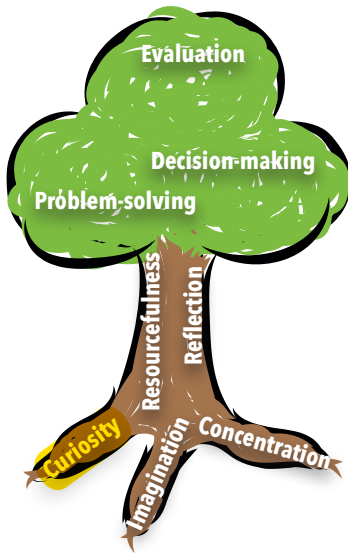 Evaluation
Decision-making
Problem-solving
Resourcefulness
Reflection
Curiosity
Imagination
Concentration